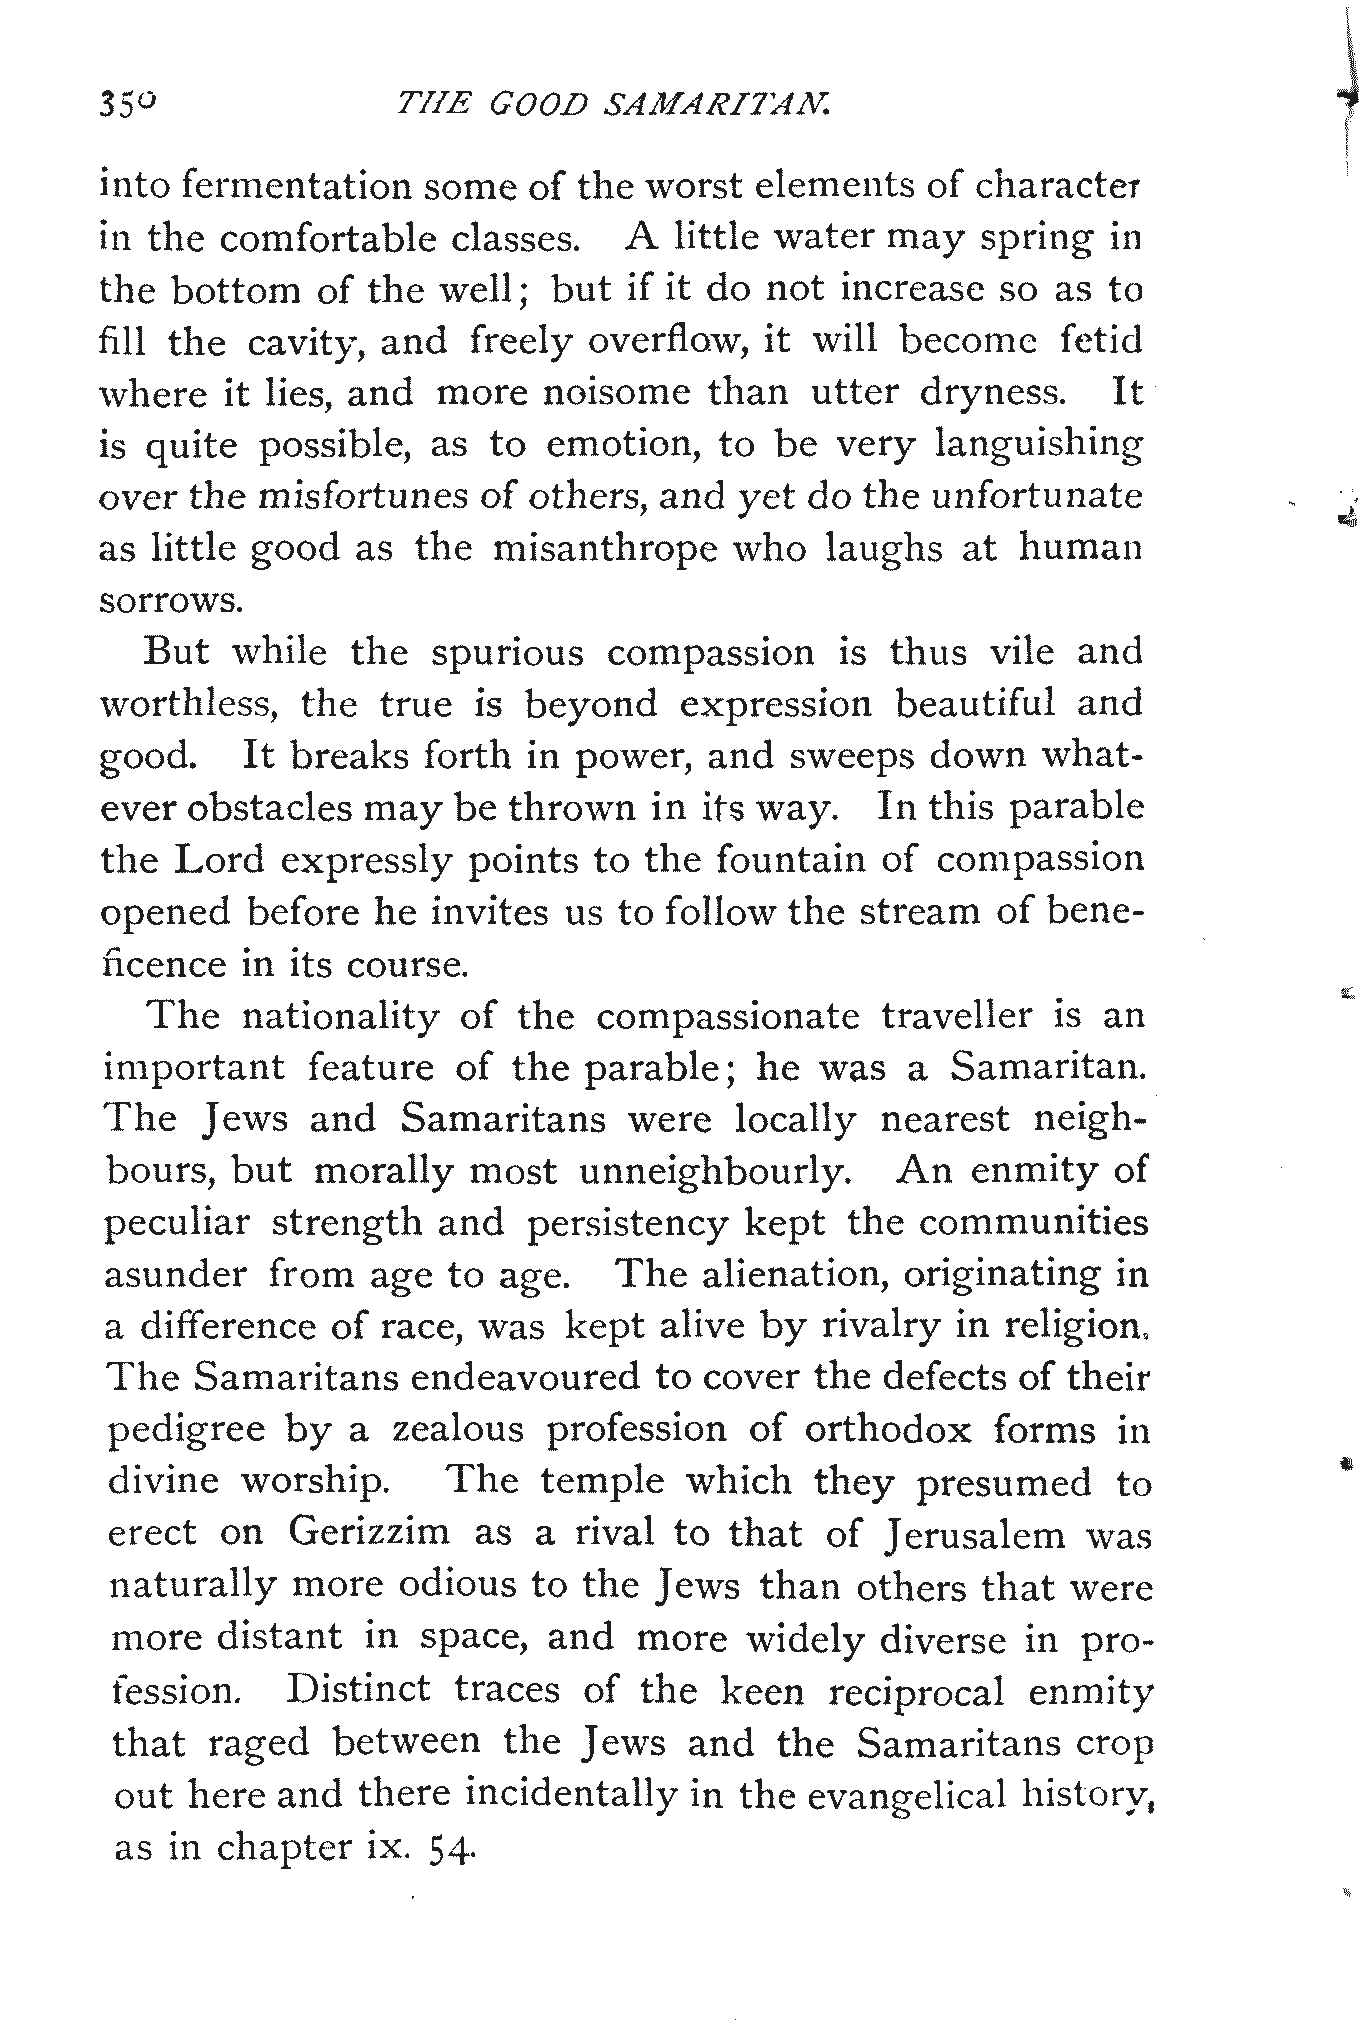 350 THE GOOD SAMARITAN.
into fermentation some of the worst elements of character
in the comfortable classes. A little water may spring in
the bottom of the well; but if it do not increase so as to
fill the cavity, and freely overflow, it will become fetid
where it lies, and more noisome than utter dryness. It
is quite possible, as to emotion, to be very languishing
over the misfortunes of others, and yet do the unfortunate
as little good as the misanthrope who laughs at human
sorrows.
But while the spurious compassion is thus vile and
worthless, the true is beyond expression beautiful and
good. It breaks forth in power, and sweeps down what-
ever obstacles may be thrown in its way. In this parable
the Lord expressly points to the fountain of compassion
opened before he invites us to follow the stream of bene-
ficence in its course.
The nationality of the compassionate traveller is an
important feature of the parable; he was a Samaritan.
The Jews and Samaritans were locally nearest neigh-
bours, but morally most unneighbourly. An enmity of
peculiar strength and persistency kept the communities
asunder from age to age. The alienation, originating in
a difference of race, was kept alive by rivalry in religion.
The Samaritans endeavoured to cover the defects of their
pedigree by a zealous profession of orthodox forms in
divine worship. The temple which they presumed to
erect on Gerizzim as a rival to that of Jerusalem was
naturally more odious to the Jews than others that were
more distant in space, and more widely diverse in pro-
fession. Distinct traces of the keen reciprocal enmity
that raged between the Jews and the Samaritans crop
out here and there incidentally in the evangelical history,
as in chapter ix. 54.